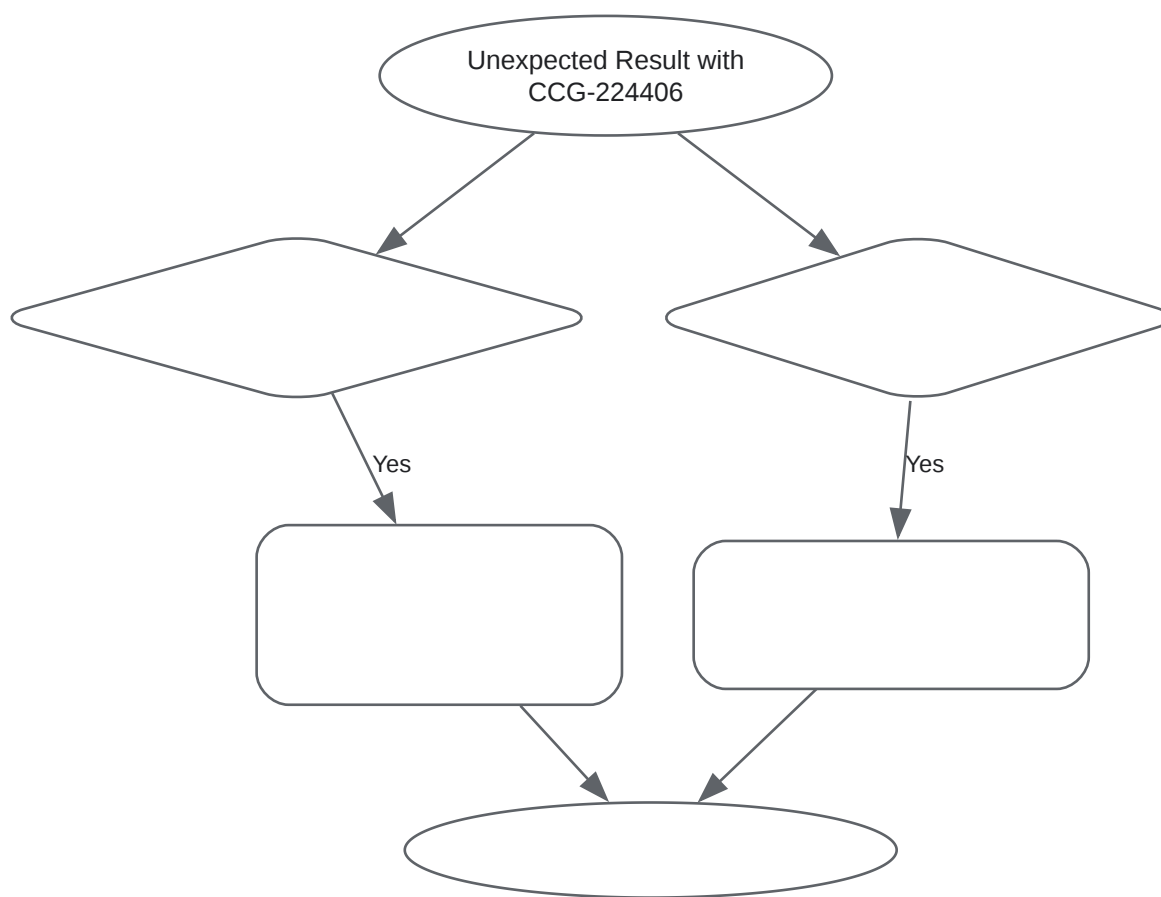 Unexpected Result with
CCG-224406
Yes
Yes